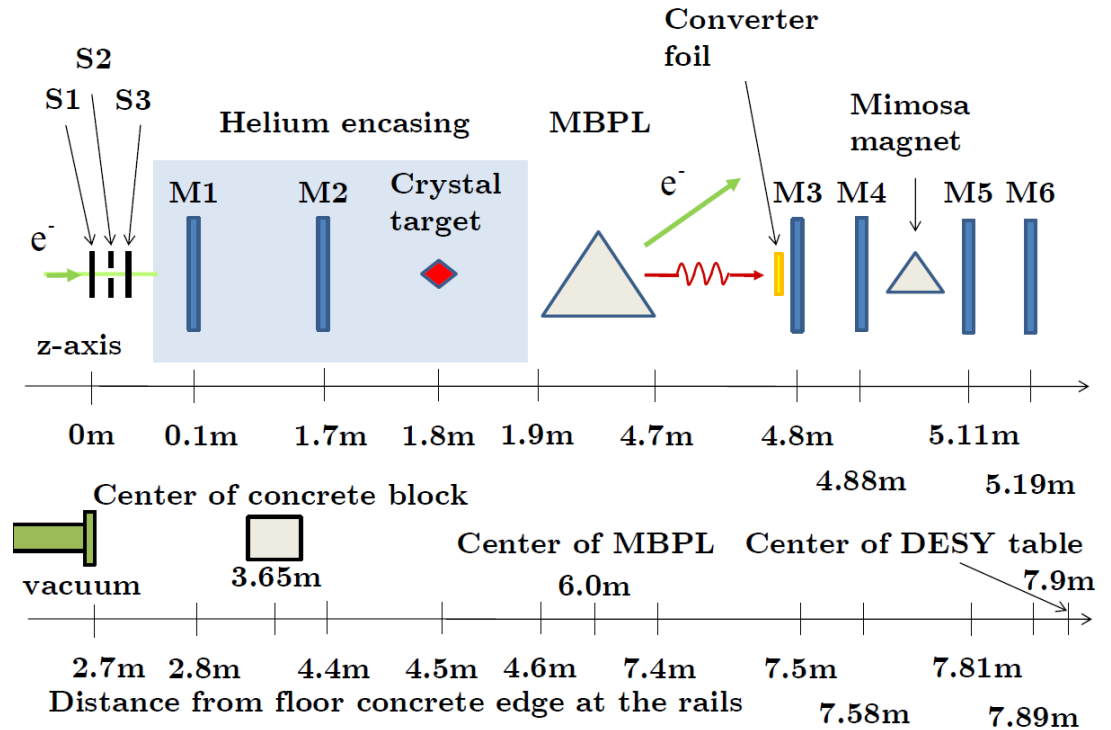 Converter
foil
S2
S1
S3
Helium encasing
MBPL
Mimosa
magnet
M1
M2
Crystal
target
e-
M3
M4
M5
M6
e-
z-axis
0m
0.1m
1.7m
1.8m
1.9m
4.7m
4.8m
5.11m
4.88m
5.19m
Center of concrete block
vacuum
3.65m
Center of MBPL
6.0m
Center of DESY table
7.9m
2.7m
2.8m
4.4m
4.5m
4.6m
7.4m
7.5m
7.81m
Distance from floor concrete edge at the rails
7.58m
7.89m